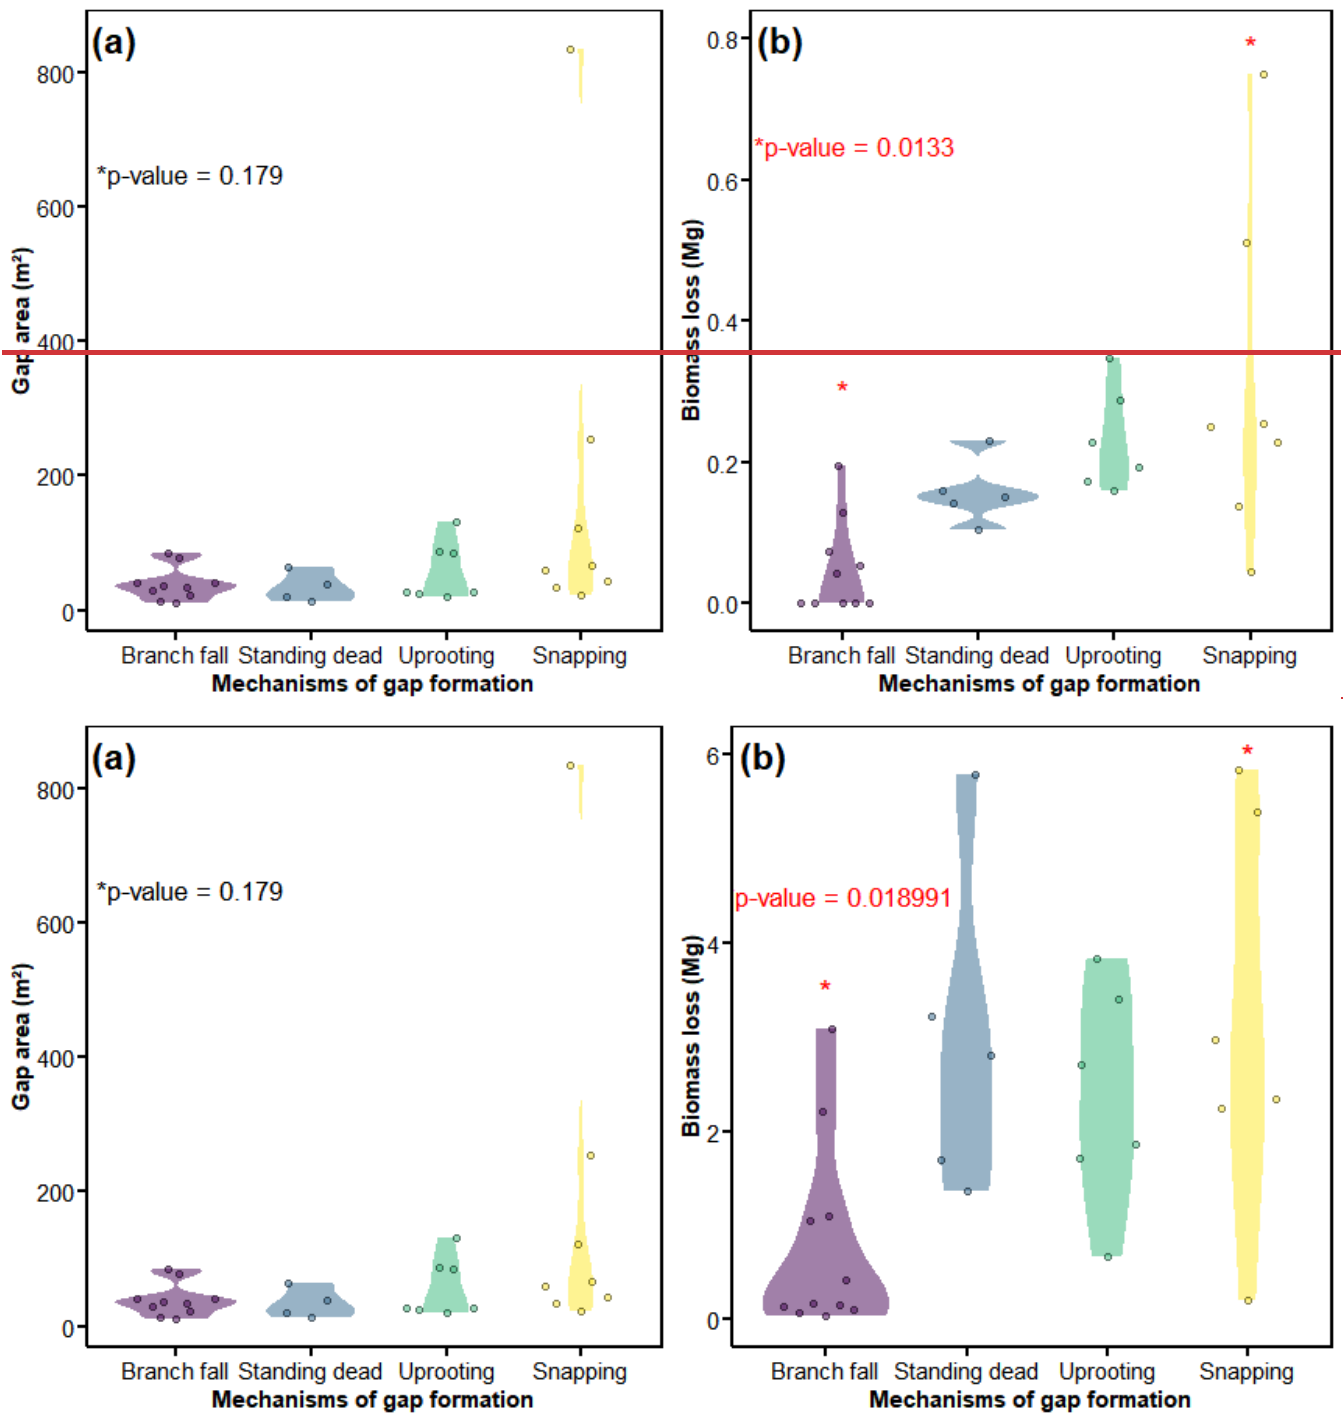 (a)
800
600
400
200
0
Gap area (m²)
*p-value = 0.179
Branch fall Standing dead Uprooting Snapping
Mechanisms of gap formation
(b)
*
0.8
0.6
0.4
0.2
0.0
Biomass loss (Mg)
*p-value = 0.0133
*
Branch fall Standing dead Uprooting Snapping
Mechanisms of gap formation
(a)
800
600
400
200
0
Gap area (m²)
*p-value = 0.179
Branch fall Standing dead Uprooting Snapping
Mechanisms of gap formation
(b)
*
6
4
2
0
Biomass loss (Mg)
p-value = 0.018991
*
Branch fall Standing dead Uprooting Snapping
Mechanisms of gap formation